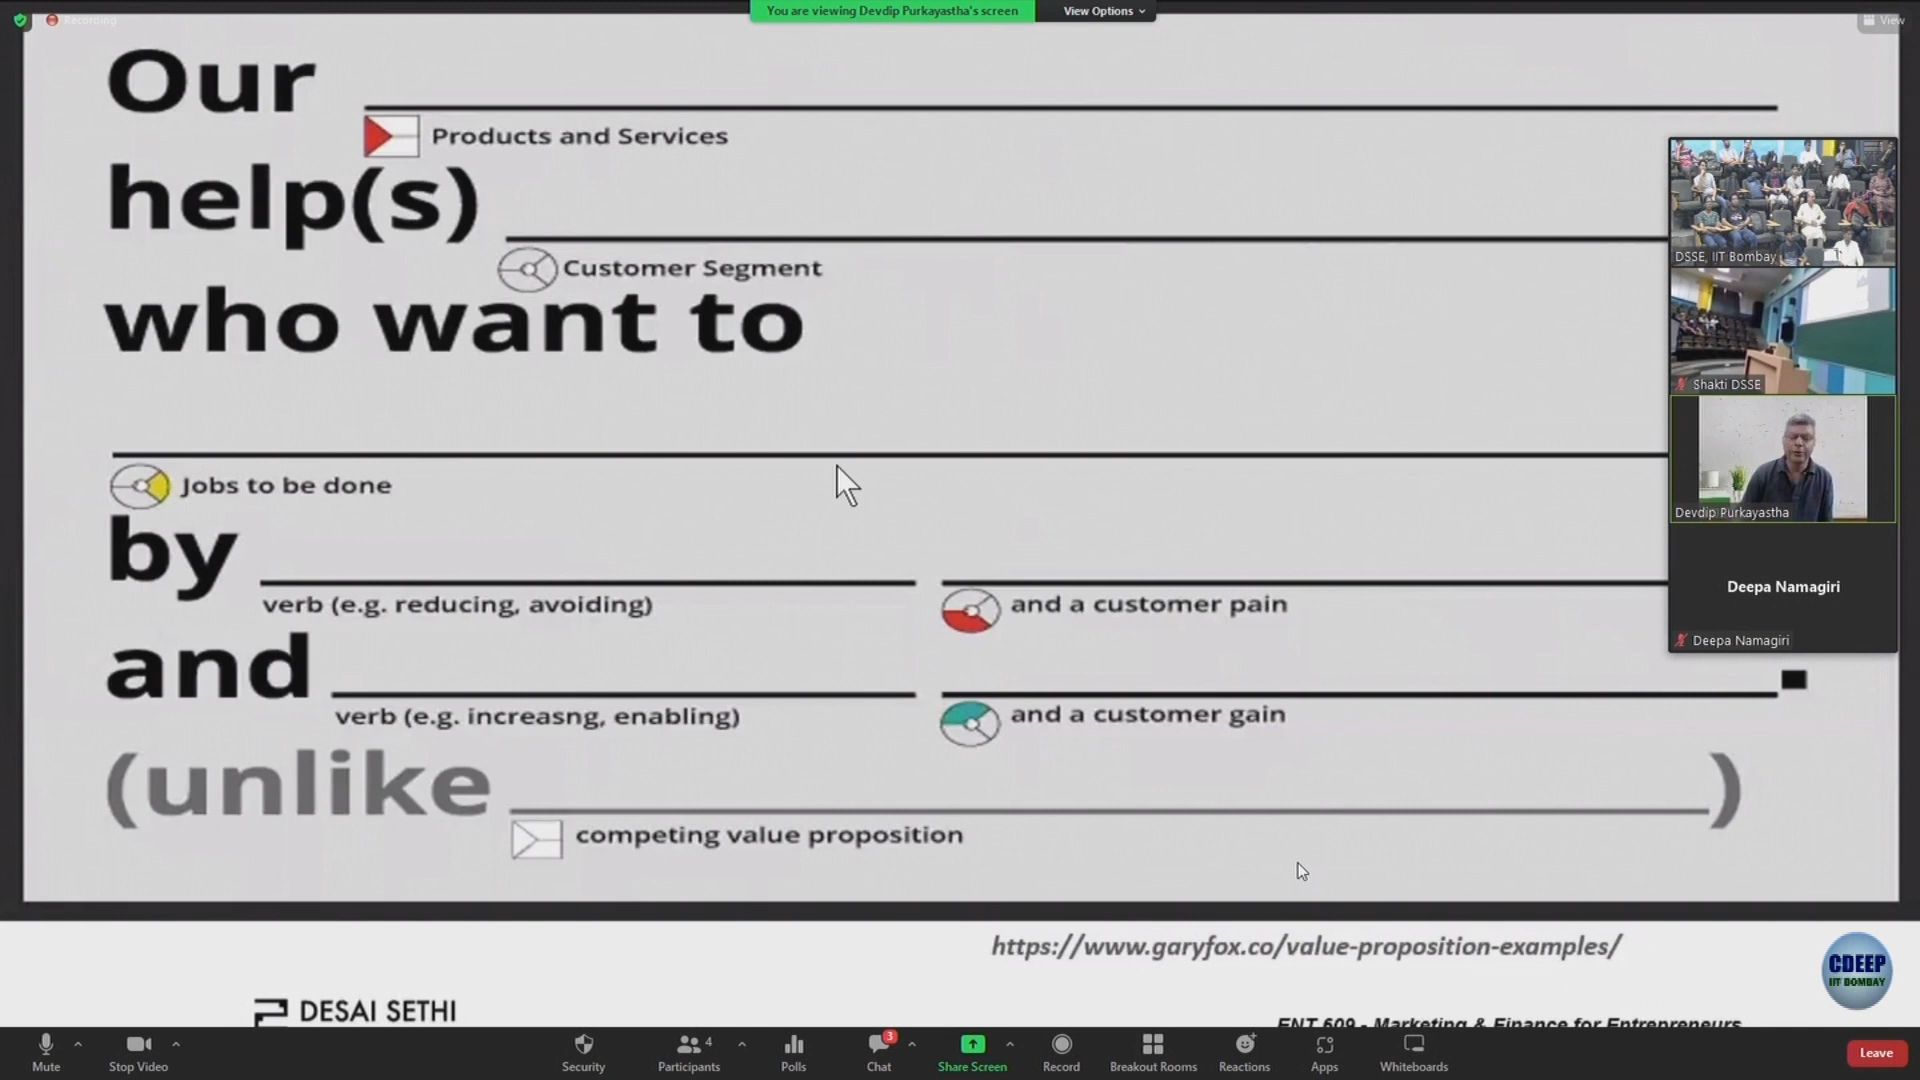 Recording
You are viewing Devdip Purkayastha's screen
View Options
View
Our
Products and Services
help(s)
Customer Segment
who want to
Jobs to be done
by
verb (e.g. reducing, avoiding)
and a customer pain
and
verb (e.g. increasng, enabling)
and a customer gain
(unlike )
competing value proposition
DSSE, IIT Bombay
Shakti DSSE
Devdip Purkayastha
Deepa Namagiri
Deepa Namagiri
https://www.garyfox.co/value-proposition-examples/
CDEEP
IIT BOMBAY
DESAI SETHI
ENT 609 - Marketing & Finance for Entrepreneurs
Mute
Stop Video
Security
Participants 4
Polls
Chat 3
Share Screen
Record
Breakout Rooms
Reactions
Apps
Whiteboards
Leave